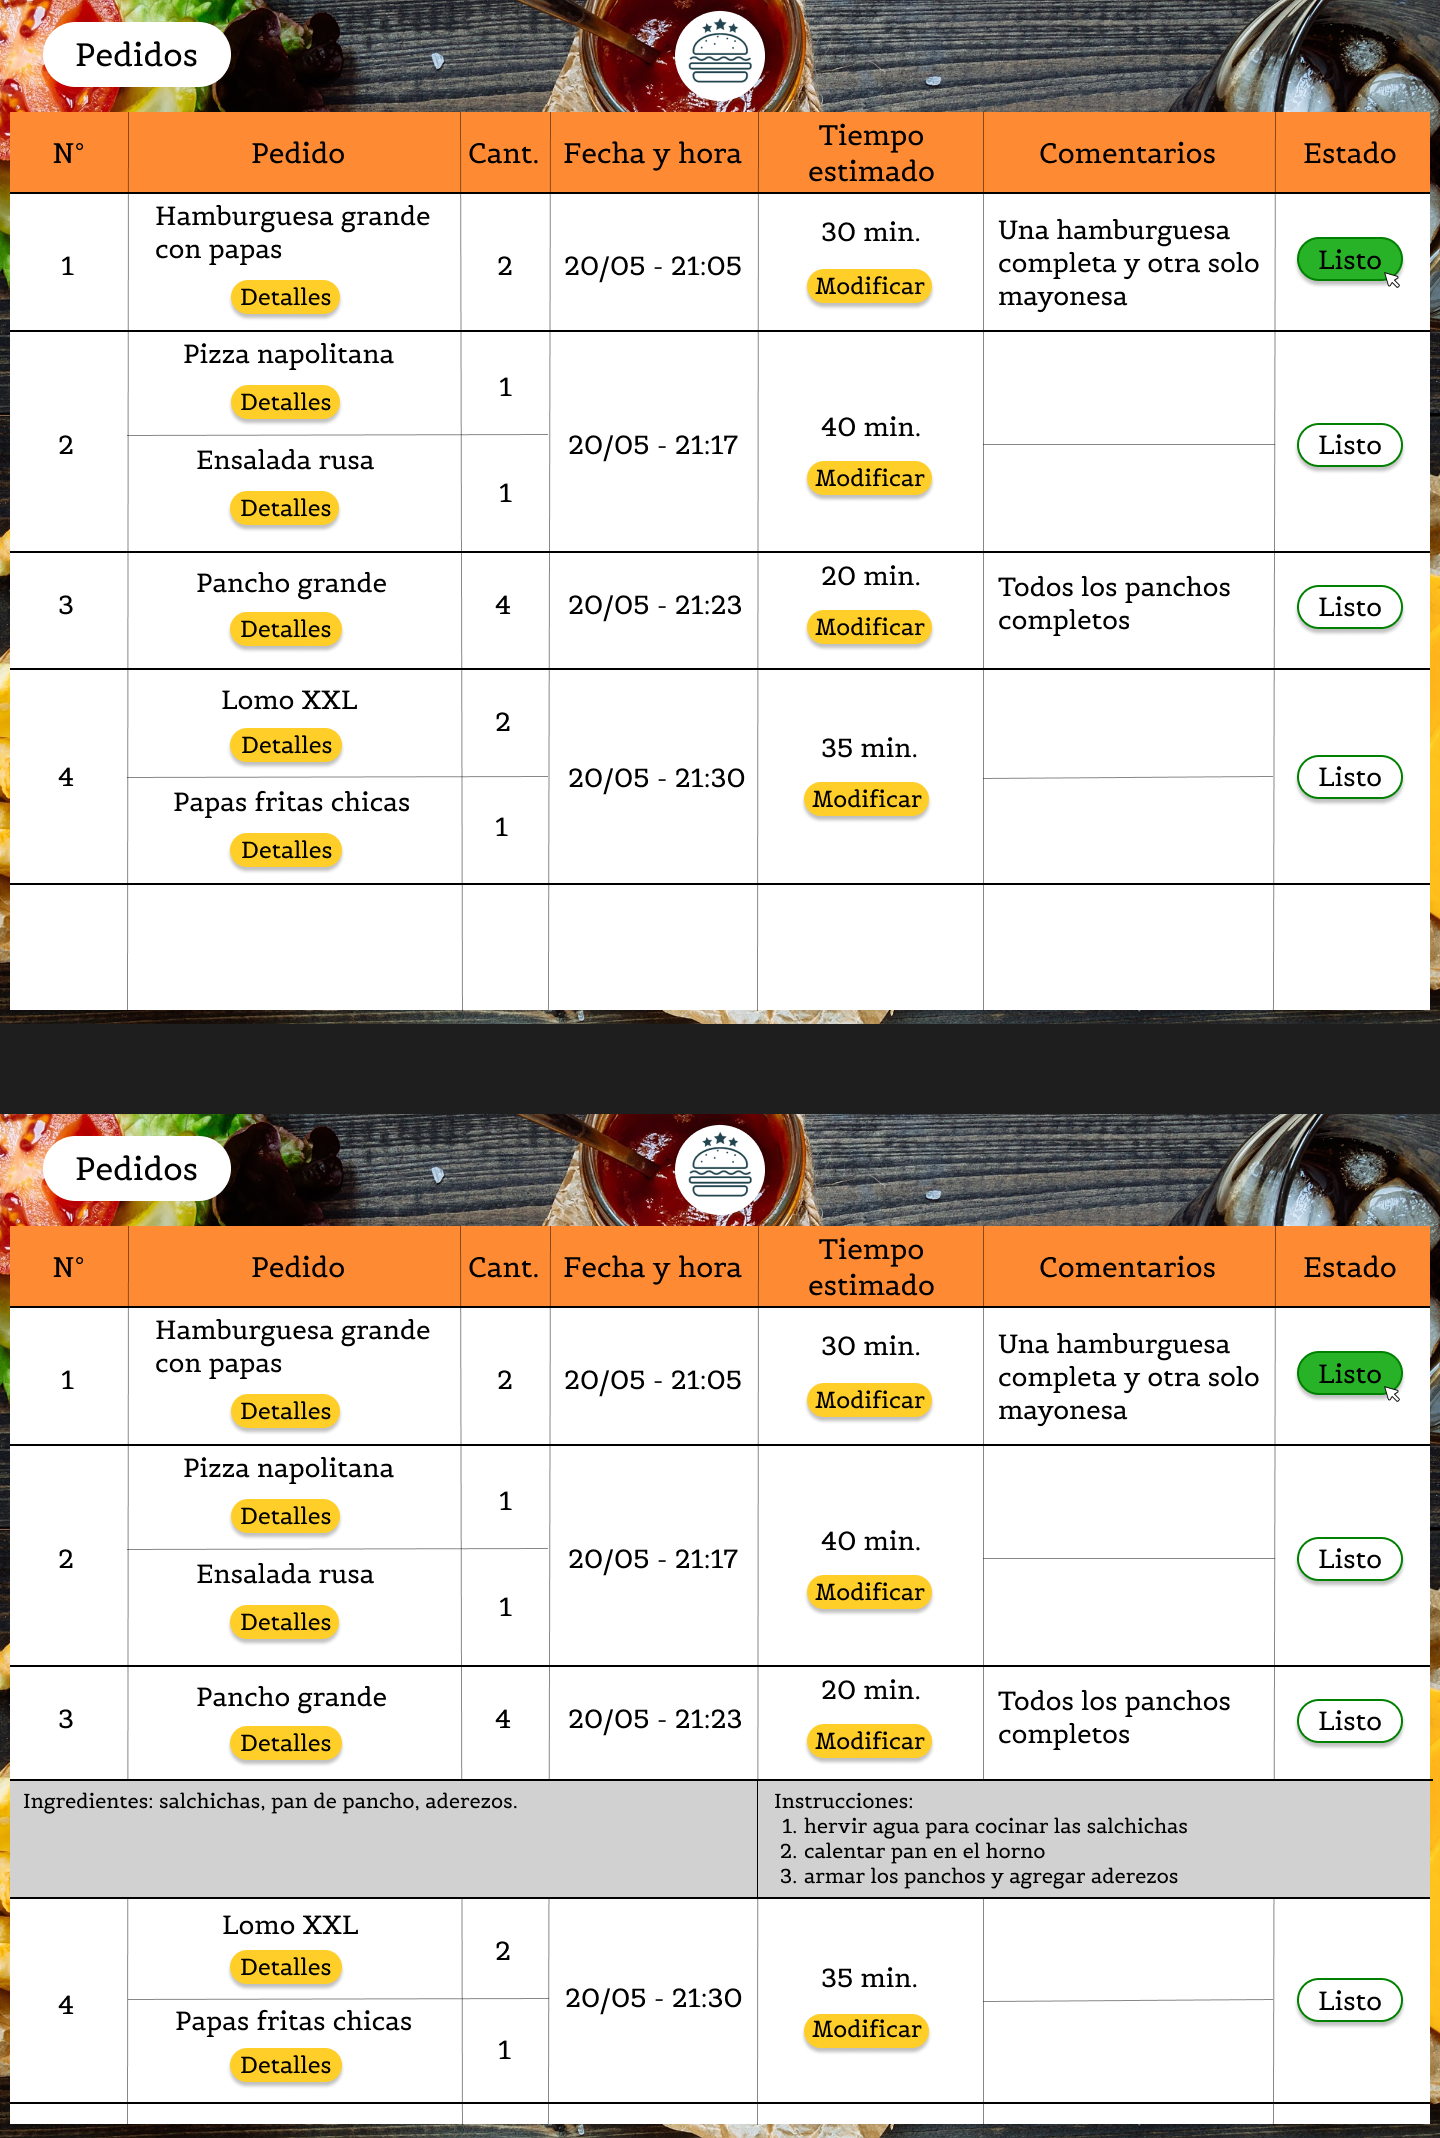 Pedidos
N° Pedido Cant. Fecha y hora Tiempo estimado Comentarios Estado
Hamburguesa grande
con papas
Detalles
1
2
20/05 - 21:05
30 min.
Modificar
Una hamburguesa
completa y otra solo
mayonesa
Listo
2
Pizza napolitana
Detalles
1
Ensalada rusa
Detalles
1
20/05 - 21:17
40 min.
Modificar
Listo
3
Pancho grande
Detalles
4
20/05 - 21:23
20 min.
Modificar
Todos los panchos
completos
Listo
4
Lomo XXL
Detalles
2
Papas fritas chicas
Detalles
1
20/05 - 21:30
35 min.
Modificar
Listo
Pedidos
N° Pedido Cant. Fecha y hora Tiempo estimado Comentarios Estado
Hamburguesa grande
con papas
Detalles
1
2
20/05 - 21:05
30 min.
Modificar
Una hamburguesa
completa y otra solo
mayonesa
Listo
2
Pizza napolitana
Detalles
1
Ensalada rusa
Detalles
1
20/05 - 21:17
40 min.
Modificar
Listo
3
Pancho grande
Detalles
4
20/05 - 21:23
20 min.
Modificar
Todos los panchos
completos
Listo
Ingredientes: salchichas, pan de pancho, aderezos.
Instrucciones:
1. hervir agua para cocinar las salchichas
2. calentar pan en el horno
3. armar los panchos y agregar aderezos
4
Lomo XXL
Detalles
2
Papas fritas chicas
Detalles
1
20/05 - 21:30
35 min.
Modificar
Listo